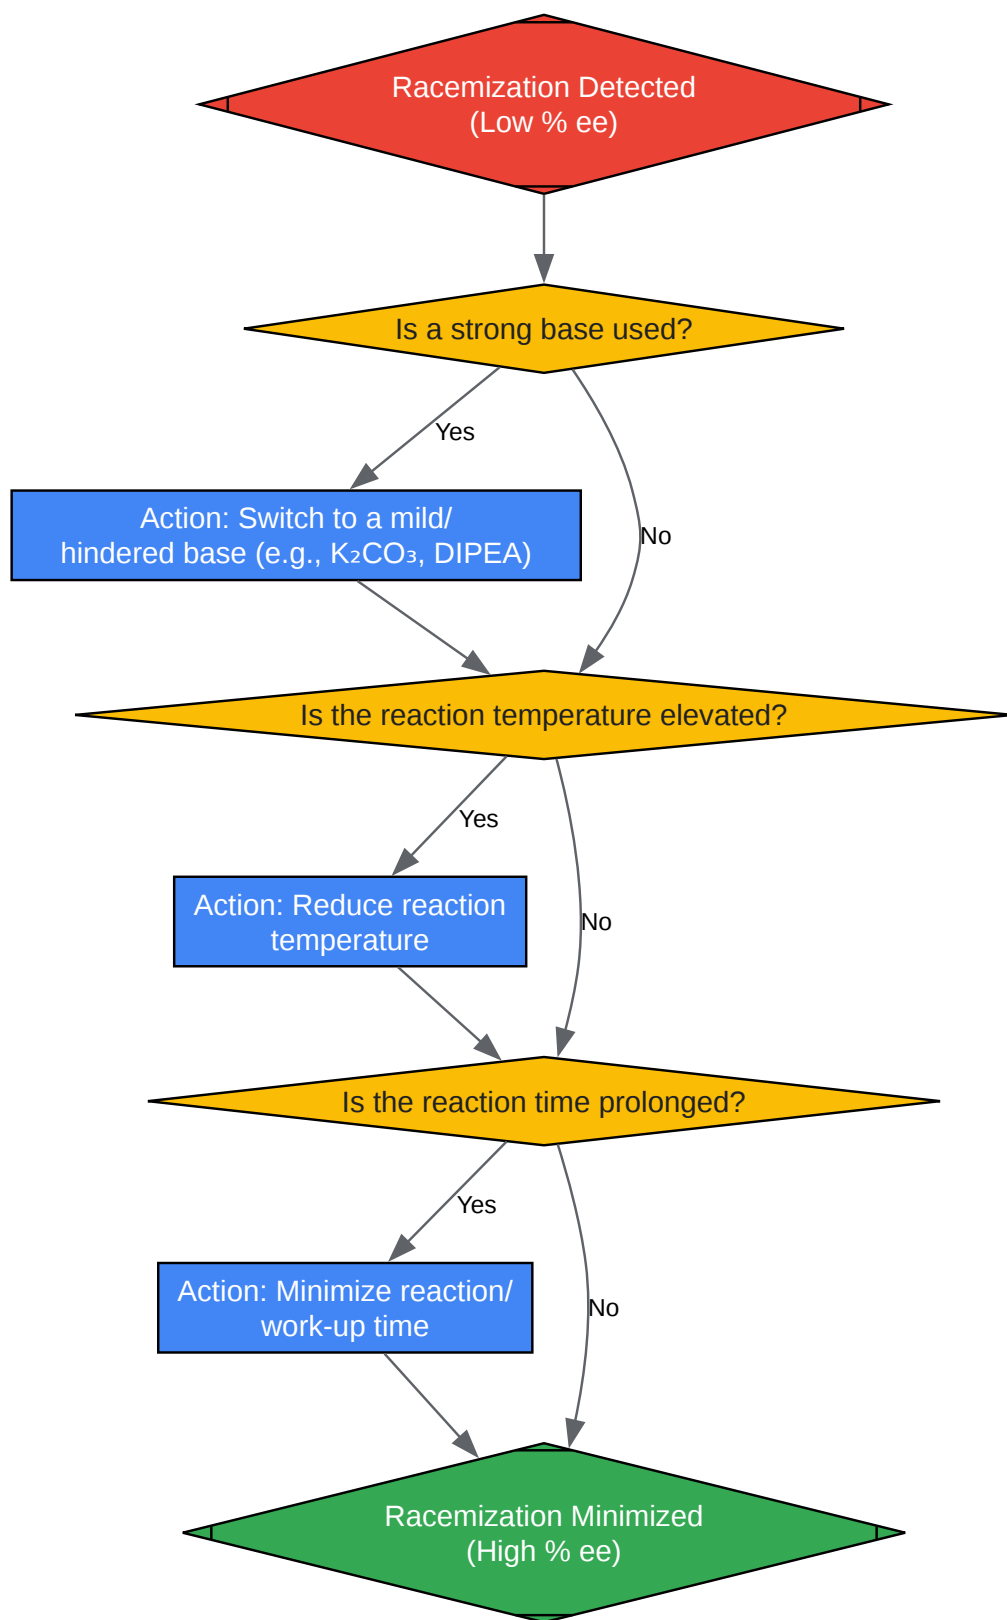 Racemization Detected
(Low % ee)
Is a strong base used?
Yes
Action: Switch to a mild/
hindered base (e.g., K₂CO₃, DIPEA)
No
Is the reaction temperature elevated?
Yes
Action: Reduce reaction
temperature
No
Is the reaction time prolonged?
Yes
Action: Minimize reaction/
work-up time
No
Racemization Minimized
(High % ee)